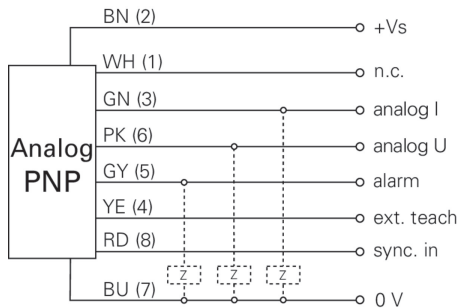 BN (2) +Vs
WH (1) n.c.
GN (3) analog I
PK (6) analog U
Analog
PNP
GY (5) alarm
YE (4) ext. teach
RD (8) sync. in
Z Z Z
BU (7) 0 V